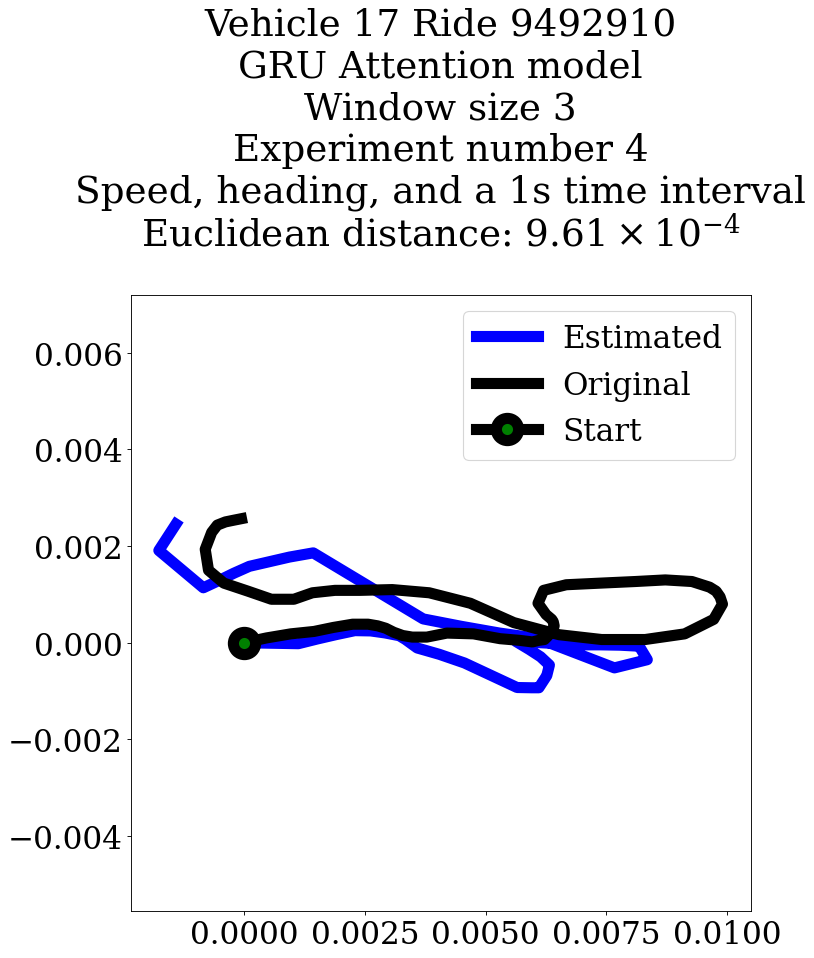 Vehicle 17 Ride 9492910
GRU Attention model
Window size 3
Experiment number 4
Speed, heading, and a 1s time interval
Euclidean distance: 9.61 × 10⁻⁴
Estimated
Original
Start
0.006
0.004
0.002
0.000
−0.002
−0.004
0.0000 0.0025 0.0050 0.0075 0.0100